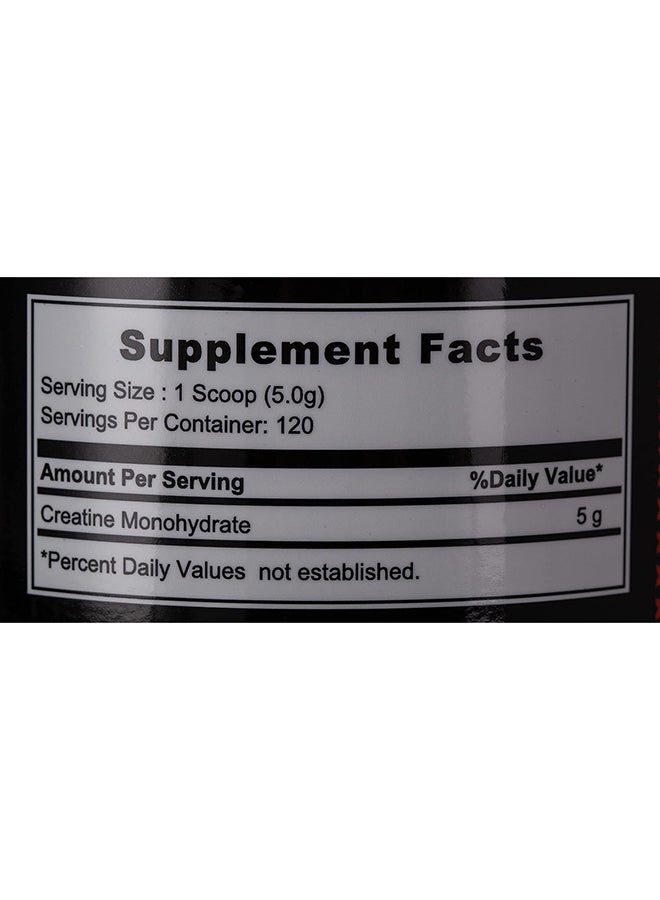 Supplement Facts
Serving Size : 1 Scoop (5.0g)
Servings Per Container: 120
Amount Per Serving %Daily Value*
Creatine Monohydrate 5 g
*Percent Daily Values not established.